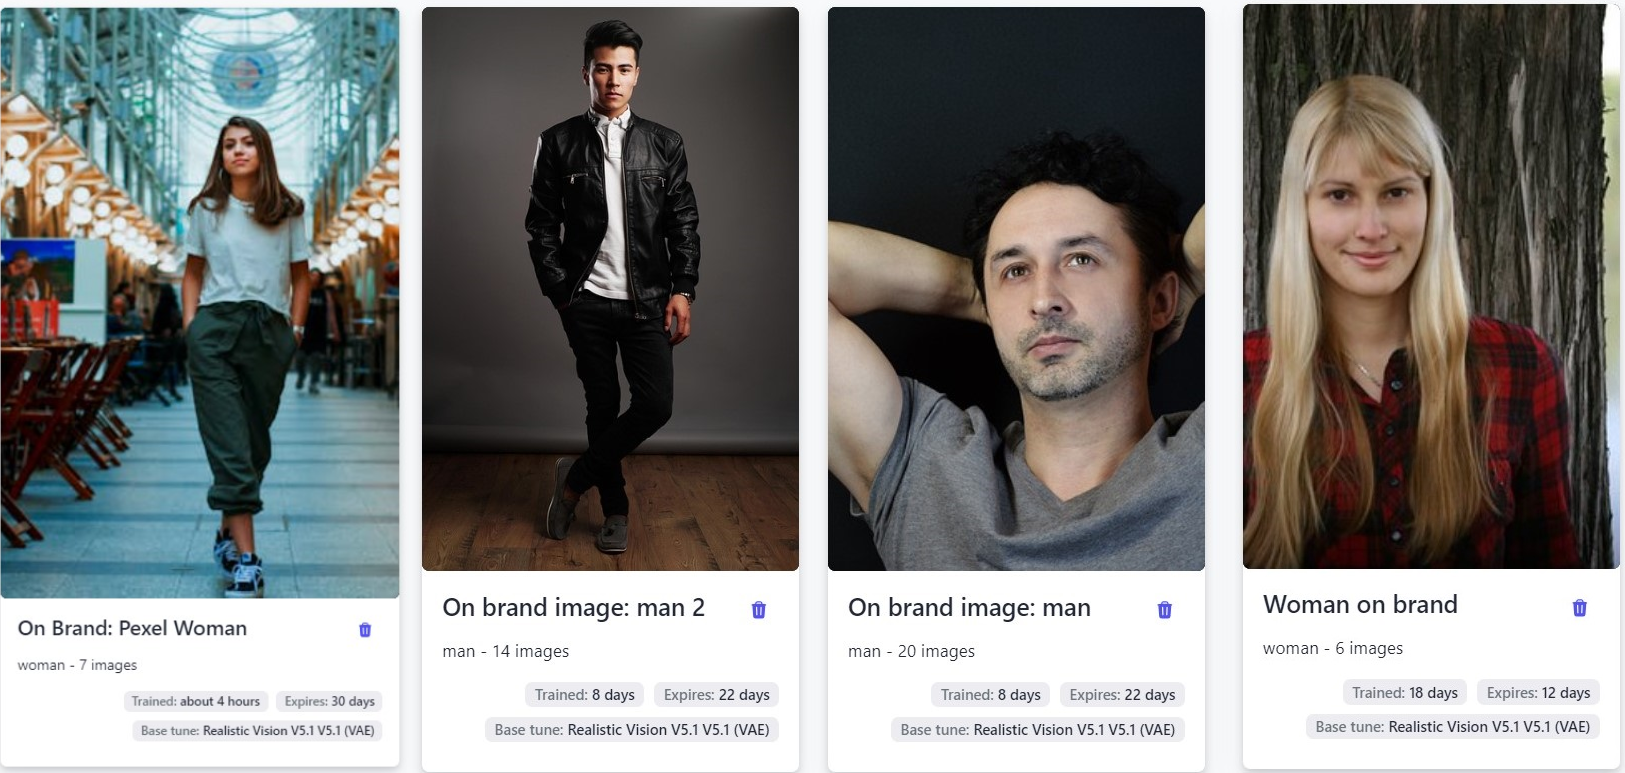 On Brand: Pexel Woman
woman - 7 images
Trained: about 4 hours
Expires: 30 days
Base tune: Realistic Vision V5.1 V5.1 (VAE)
On brand image: man 2
man - 14 images
Trained: 8 days
Expires: 22 days
Base tune: Realistic Vision V5.1 V5.1 (VAE)
On brand image: man
man - 20 images
Trained: 8 days
Expires: 22 days
Base tune: Realistic Vision V5.1 V5.1 (VAE)
Woman on brand
woman - 6 images
Trained: 18 days
Expires: 12 days
Base tune: Realistic Vision V5.1 V5.1 (VAE)